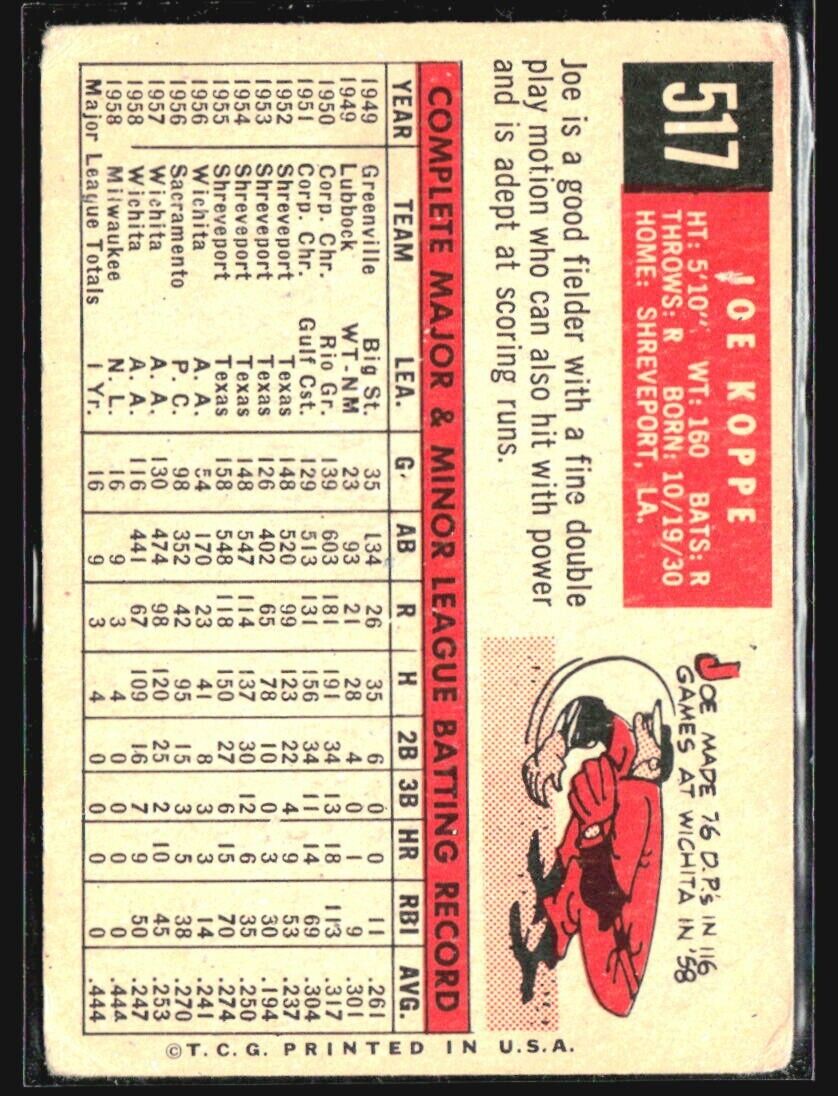 517
JOE KOPPE
HT: 5'10" WT: 160 BATS: R
THROWS: R BORN: 10/19/30
HOME: SHREVEPORT, LA.
Joe is a good fielder with a fine double
play motion who can also hit with power
and is adept at scoring runs.
JOE MADE 76 D.P.'s IN 116
GAMES AT WICHITA IN '58
COMPLETE MAJOR & MINOR LEAGUE BATTING RECORD
YEAR TEAM LEA. G AB R H 2B 3B HR RBI AVG.
1949 Greenville Big St. 35 134 26 35 6 0 0 11 .261
1949 Lubbock WT-NM 23 93 21 28 4 0 1 9 .301
1950 Corp. Chr. Rio Gr. 139 603 181 191 34 13 18 113 .317
1951 Corp. Chr. Gulf Cst. 129 513 131 156 34 11 14 69 .304
1952 Shreveport Texas 148 520 99 123 22 4 9 53 .237
1953 Shreveport Texas 126 402 65 78 10 0 3 30 .194
1954 Shreveport Texas 148 547 114 137 30 12 6 35 .250
1955 Shreveport Texas 158 548 118 150 27 6 15 70 .274
1956 Wichita A. A. 54 170 23 41 8 3 3 14 .241
1956 Sacramento P. C. 98 352 42 95 15 3 5 38 .270
1957 Wichita A. A. 130 474 98 120 25 2 10 45 .253
1958 Wichita A. A. 116 441 67 109 16 7 9 50 .247
1958 Milwaukee N. L. 16 9 3 4 0 0 0 0 .444
Major League Totals 1 Yr. 16 9 3 4 0 0 0 0 .444
©T.C.G. PRINTED IN U.S.A.